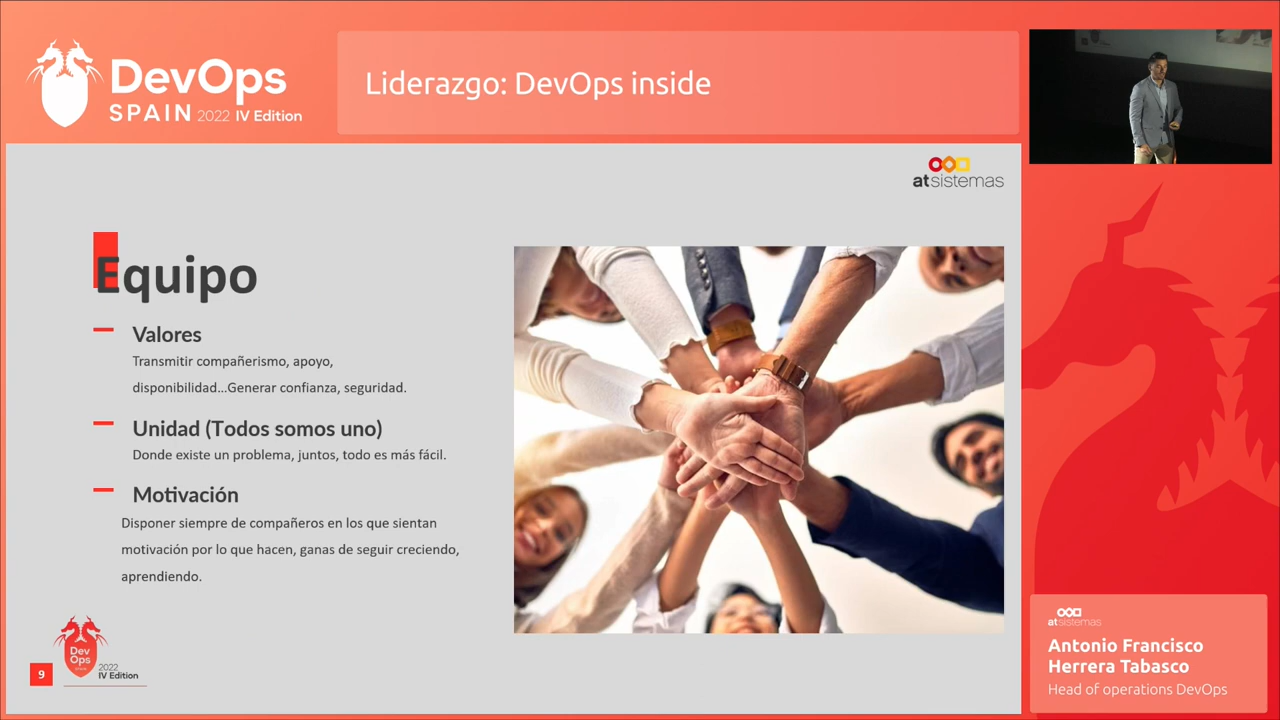 DevOps
SPAIN 2022 IV Edition
Liderazgo: DevOps inside
atsistemas
Equipo
Valores
Transmitir compañerismo, apoyo,
disponibilidad...Generar confianza, seguridad.
Unidad (Todos somos uno)
Donde existe un problema, juntos, todo es más fácil.
Motivación
Disponer siempre de compañeros en los que sientan
motivación por lo que hacen, ganas de seguir creciendo,
aprendiendo.
9
Dev
Ops
2022
IV Edition
atsistemas
Antonio Francisco
Herrera Tabasco
Head of operations DevOps